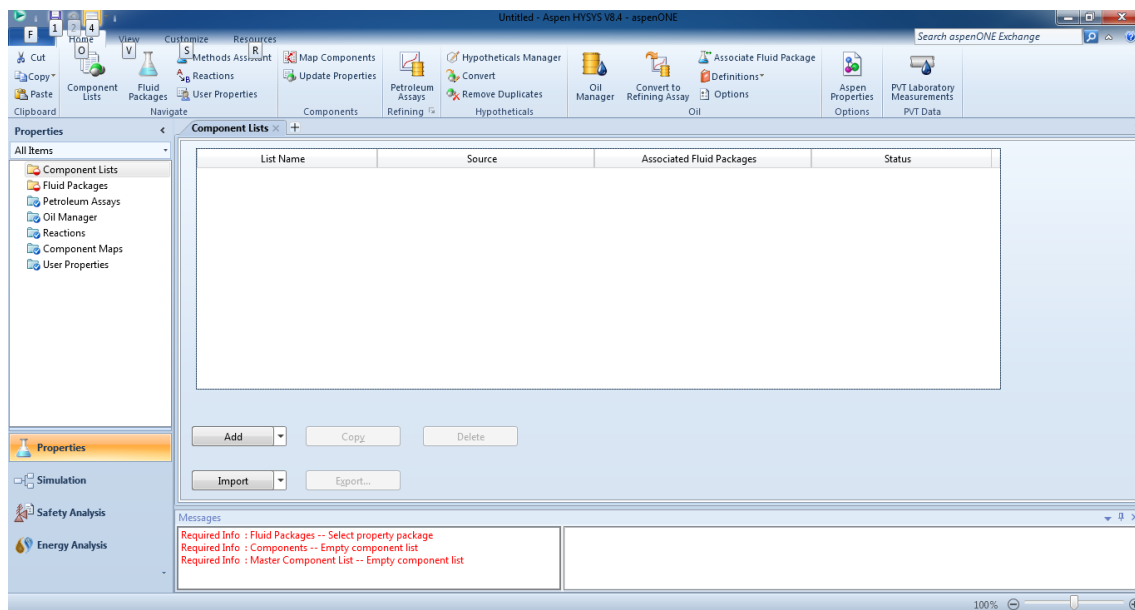 Untitled - Aspen HYSYS V8.4 - aspenONE
F 1 2 4
Home View Customize Resources Search aspenONE Exchange
O V S R
Cut
Copy
Paste
Clipboard
Component Lists
Fluid Packages
Methods Assistant
Reactions
User Properties
Navigate
Map Components
Update Properties
Components
Petroleum Assays
Refining
Hypotheticals Manager
Convert
Remove Duplicates
Hypotheticals
Oil Manager
Convert to Refining Assay
Associate Fluid Package
Definitions
Options
Oil
Aspen Properties
Options
PVT Laboratory Measurements
PVT Data
Properties <
All Items
Component Lists
Fluid Packages
Petroleum Assays
Oil Manager
Reactions
Component Maps
User Properties
Properties
Simulation
Safety Analysis
Energy Analysis
Component Lists × +
List Name Source Associated Fluid Packages Status
Add Copy Delete
Import Export...
Messages
Required Info : Fluid Packages -- Select property package
Required Info : Components -- Empty component list
Required Info : Master Component List -- Empty component list
100%